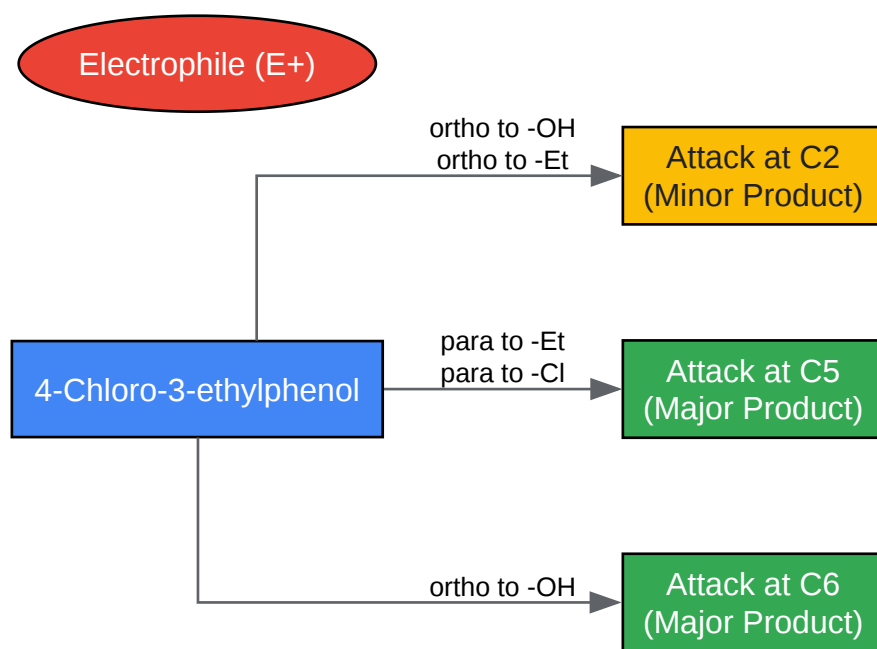 Electrophile (E+)
ortho to -OH
ortho to -Et
Attack at C2
(Minor Product)
4-Chloro-3-ethylphenol
para to -Et
para to -Cl
Attack at C5
(Major Product)
ortho to -OH
Attack at C6
(Major Product)